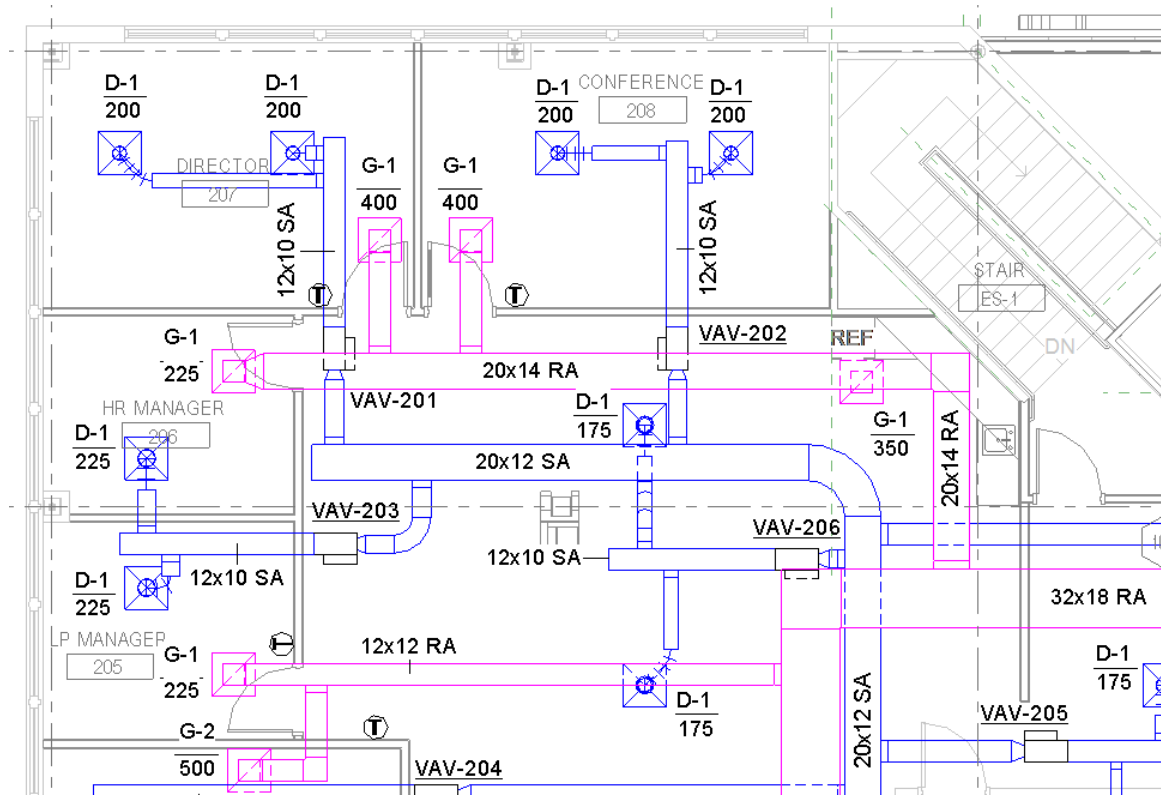 D-1
200
D-1
200
CONFERENCE
208
D-1
200
D-1
200
DIRECTOR
207
G-1
400
G-1
400
12x10 SA
12x10 SA
T
T
STAIR
ES-1
DN
G-1
225
VAV-202
REF
20x14 RA
VAV-201
D-1
175
G-1
350
20x14 RA
HR MANAGER
206
D-1
225
20x12 SA
VAV-203
VAV-206
12x10 SA
12x10 SA
D-1
225
32x18 RA
LP MANAGER
205
T
G-1
225
12x12 RA
D-1
175
D-1
175
20x12 SA
VAV-205
G-2
500
T
VAV-204